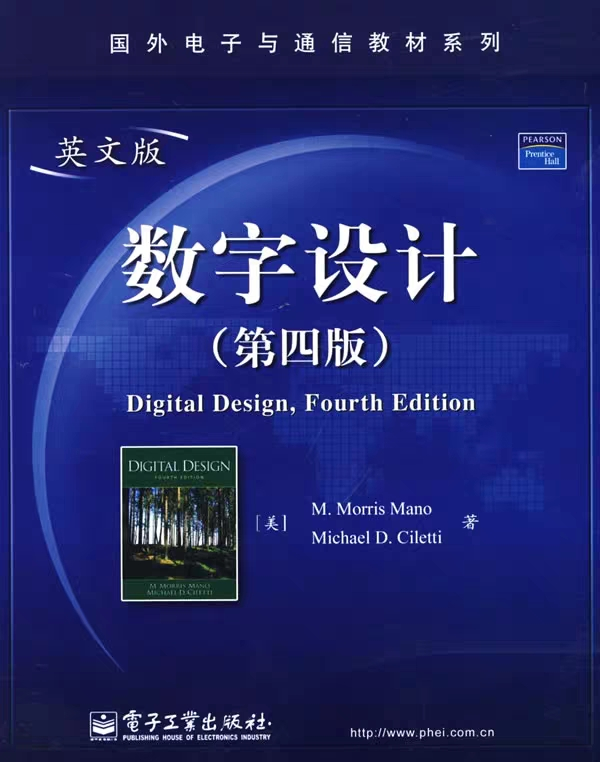 国外电子与通信教材系列
英文版
PEARSON
Prentice
Hall
数字设计
（第四版）
Digital Design, Fourth Edition
DIGITAL DESIGN
FOURTH EDITION
M. MORRIS MANO
MICHAEL D. CILETTI
[美]
M. Morris Mano
Michael D. Ciletti
著
電子工業出版社
PUBLISHING HOUSE OF ELECTRONICS INDUSTRY
http://www.phei.com.cn